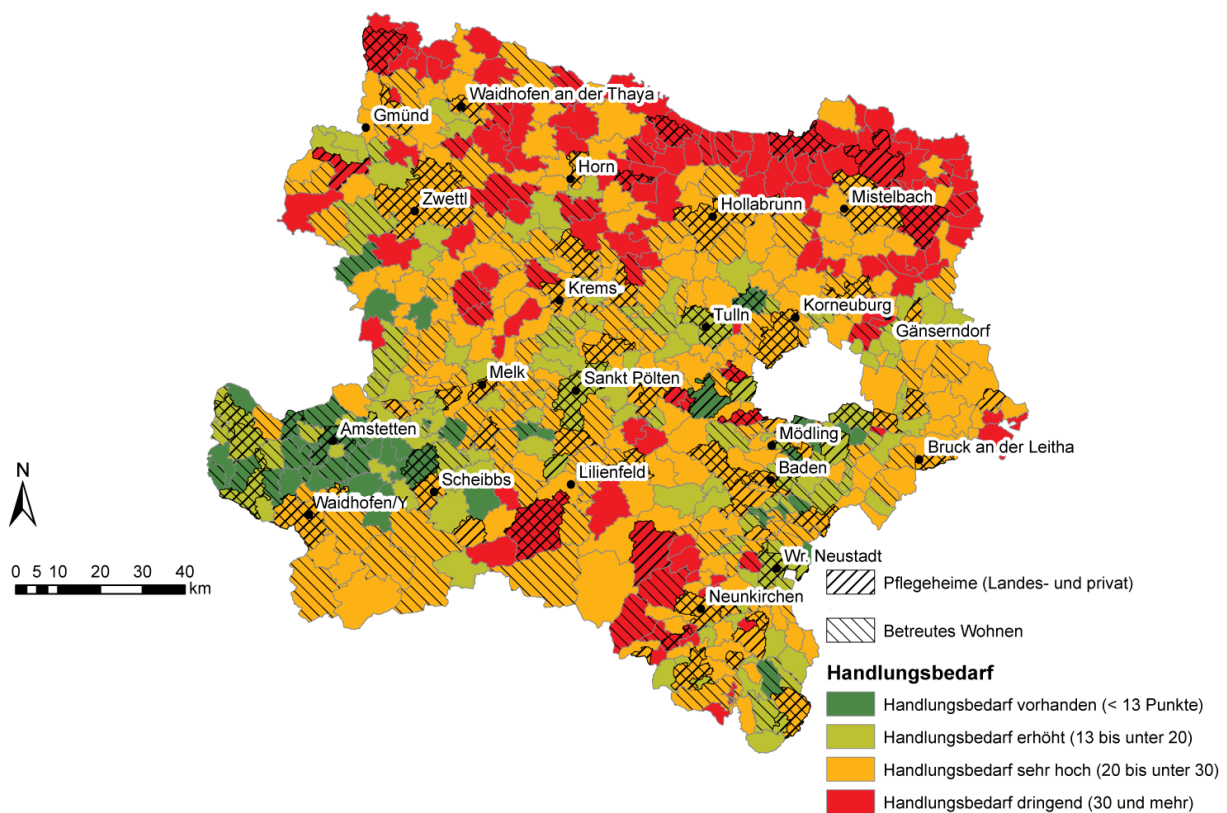 Waidhofen an der Thaya
Gmünd
Horn
Zwettl
Hollabrunn
Mistelbach
Krems
Tulln
Korneuburg
Gänserndorf
Melk
Sankt Pölten
Amstetten
Mödling
Bruck an der Leitha
Baden
Scheibbs
Lilienfeld
Waidhofen/Y
N
Wr. Neustadt
0 5 10 20 30 40
km
Neunkirchen
Pflegeheime (Landes- und privat)
Betreutes Wohnen
Handlungsbedarf
Handlungsbedarf vorhanden (< 13 Punkte)
Handlungsbedarf erhöht (13 bis unter 20)
Handlungsbedarf sehr hoch (20 bis unter 30)
Handlungsbedarf dringend (30 und mehr)